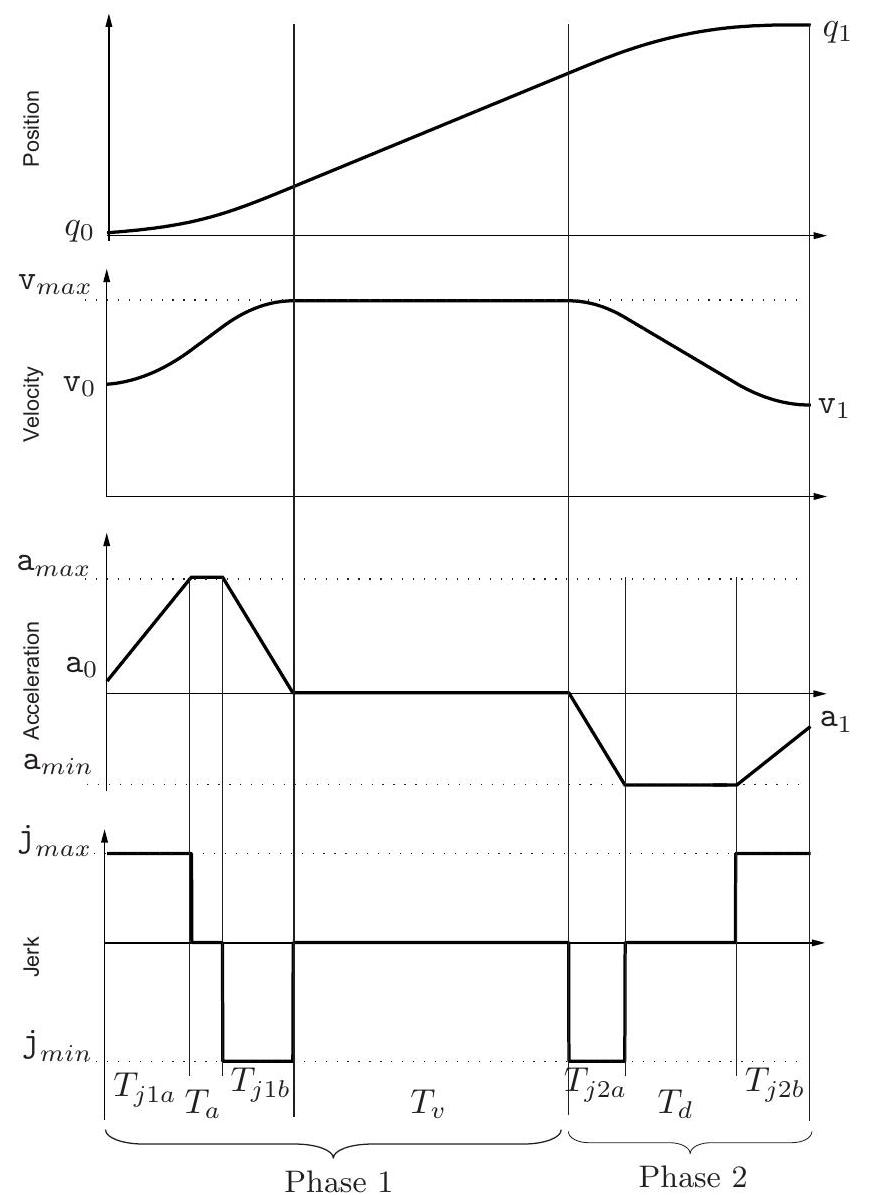 q1
Position
q0
vmax
v0
Velocity
v1
amax
a0
Acceleration
a1
amin
jmax
Jerk
jmin
Tj1a Ta Tj1b Tv Tj2a Td Tj2b
Phase 1 Phase 2